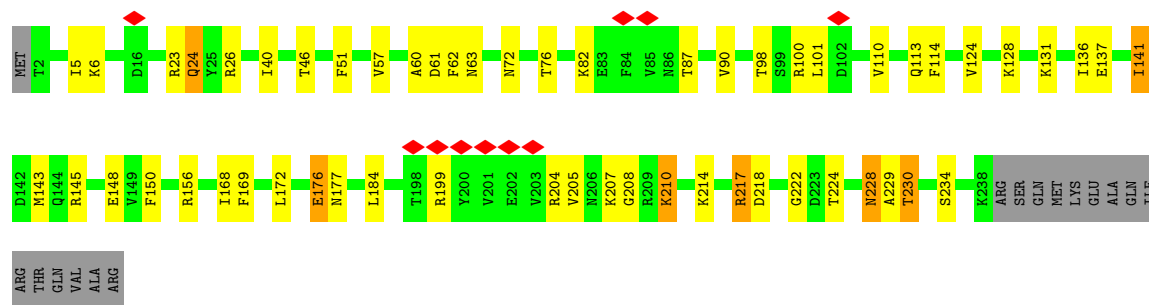 MET T2 I5 K6 D16 R23 Q24 Y25 R26 I40 T46 F51 V57 A60 D61 F62 N63 N72 T76 K82 E83 F84 V85 N86 T87 V90 T98 S99 R100 L101 D102 V110 Q113 F114 V124 K128 K131 I136 E137 I141
D142 M143 Q144 R145 E148 V149 F150 R156 I168 F169 L172 E176 N177 L184 T198 R199 Y200 V201 E202 V203 R204 V205 N206 K207 G208 R209 K210 K214 R217 D218 G222 D223 T224 N228 A229 T230 S234 K238 ARG SER GLN MET LYS GLU ALA GLN ILE
ARG THR GLN VAL ALA ARG